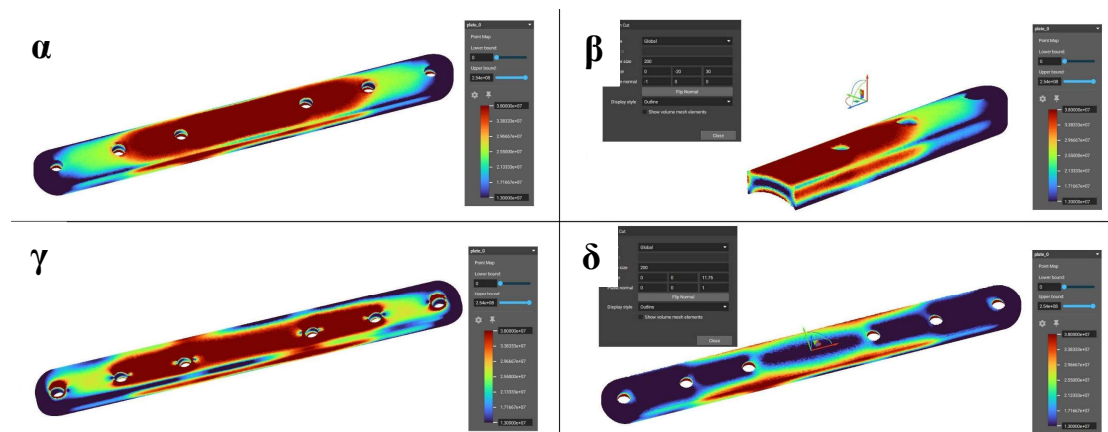 α
plate_0
Point Map
Lower bound
0
Upper bound
2.54e+08
3.80000e+07
3.38333e+07
2.96667e+07
2.55000e+07
2.13333e+07
1.71667e+07
1.30000e+07
β
Cut
Global
size 200
0 -20 30
normal -1 0 0
Flip Normal
Display style Outline
Show volume mesh elements
Close
plate_0
Point Map
Lower bound
0
Upper bound
2.54e+08
3.80000e+07
3.38333e+07
2.96667e+07
2.55000e+07
2.13333e+07
1.71667e+07
1.30000e+07
γ
plate_0
Point Map
Lower bound
0
Upper bound
2.54e+08
3.80000e+07
3.38333e+07
2.96667e+07
2.55000e+07
2.13333e+07
1.71667e+07
1.30000e+07
δ
Cut
Global
size 200
0 0 11.75
normal 0 0 1
Flip Normal
Display style Outline
Show volume mesh elements
Close
plate_0
Point Map
Lower bound
0
Upper bound
2.54e+08
3.80000e+07
3.38333e+07
2.96667e+07
2.55000e+07
2.13333e+07
1.71667e+07
1.30000e+07